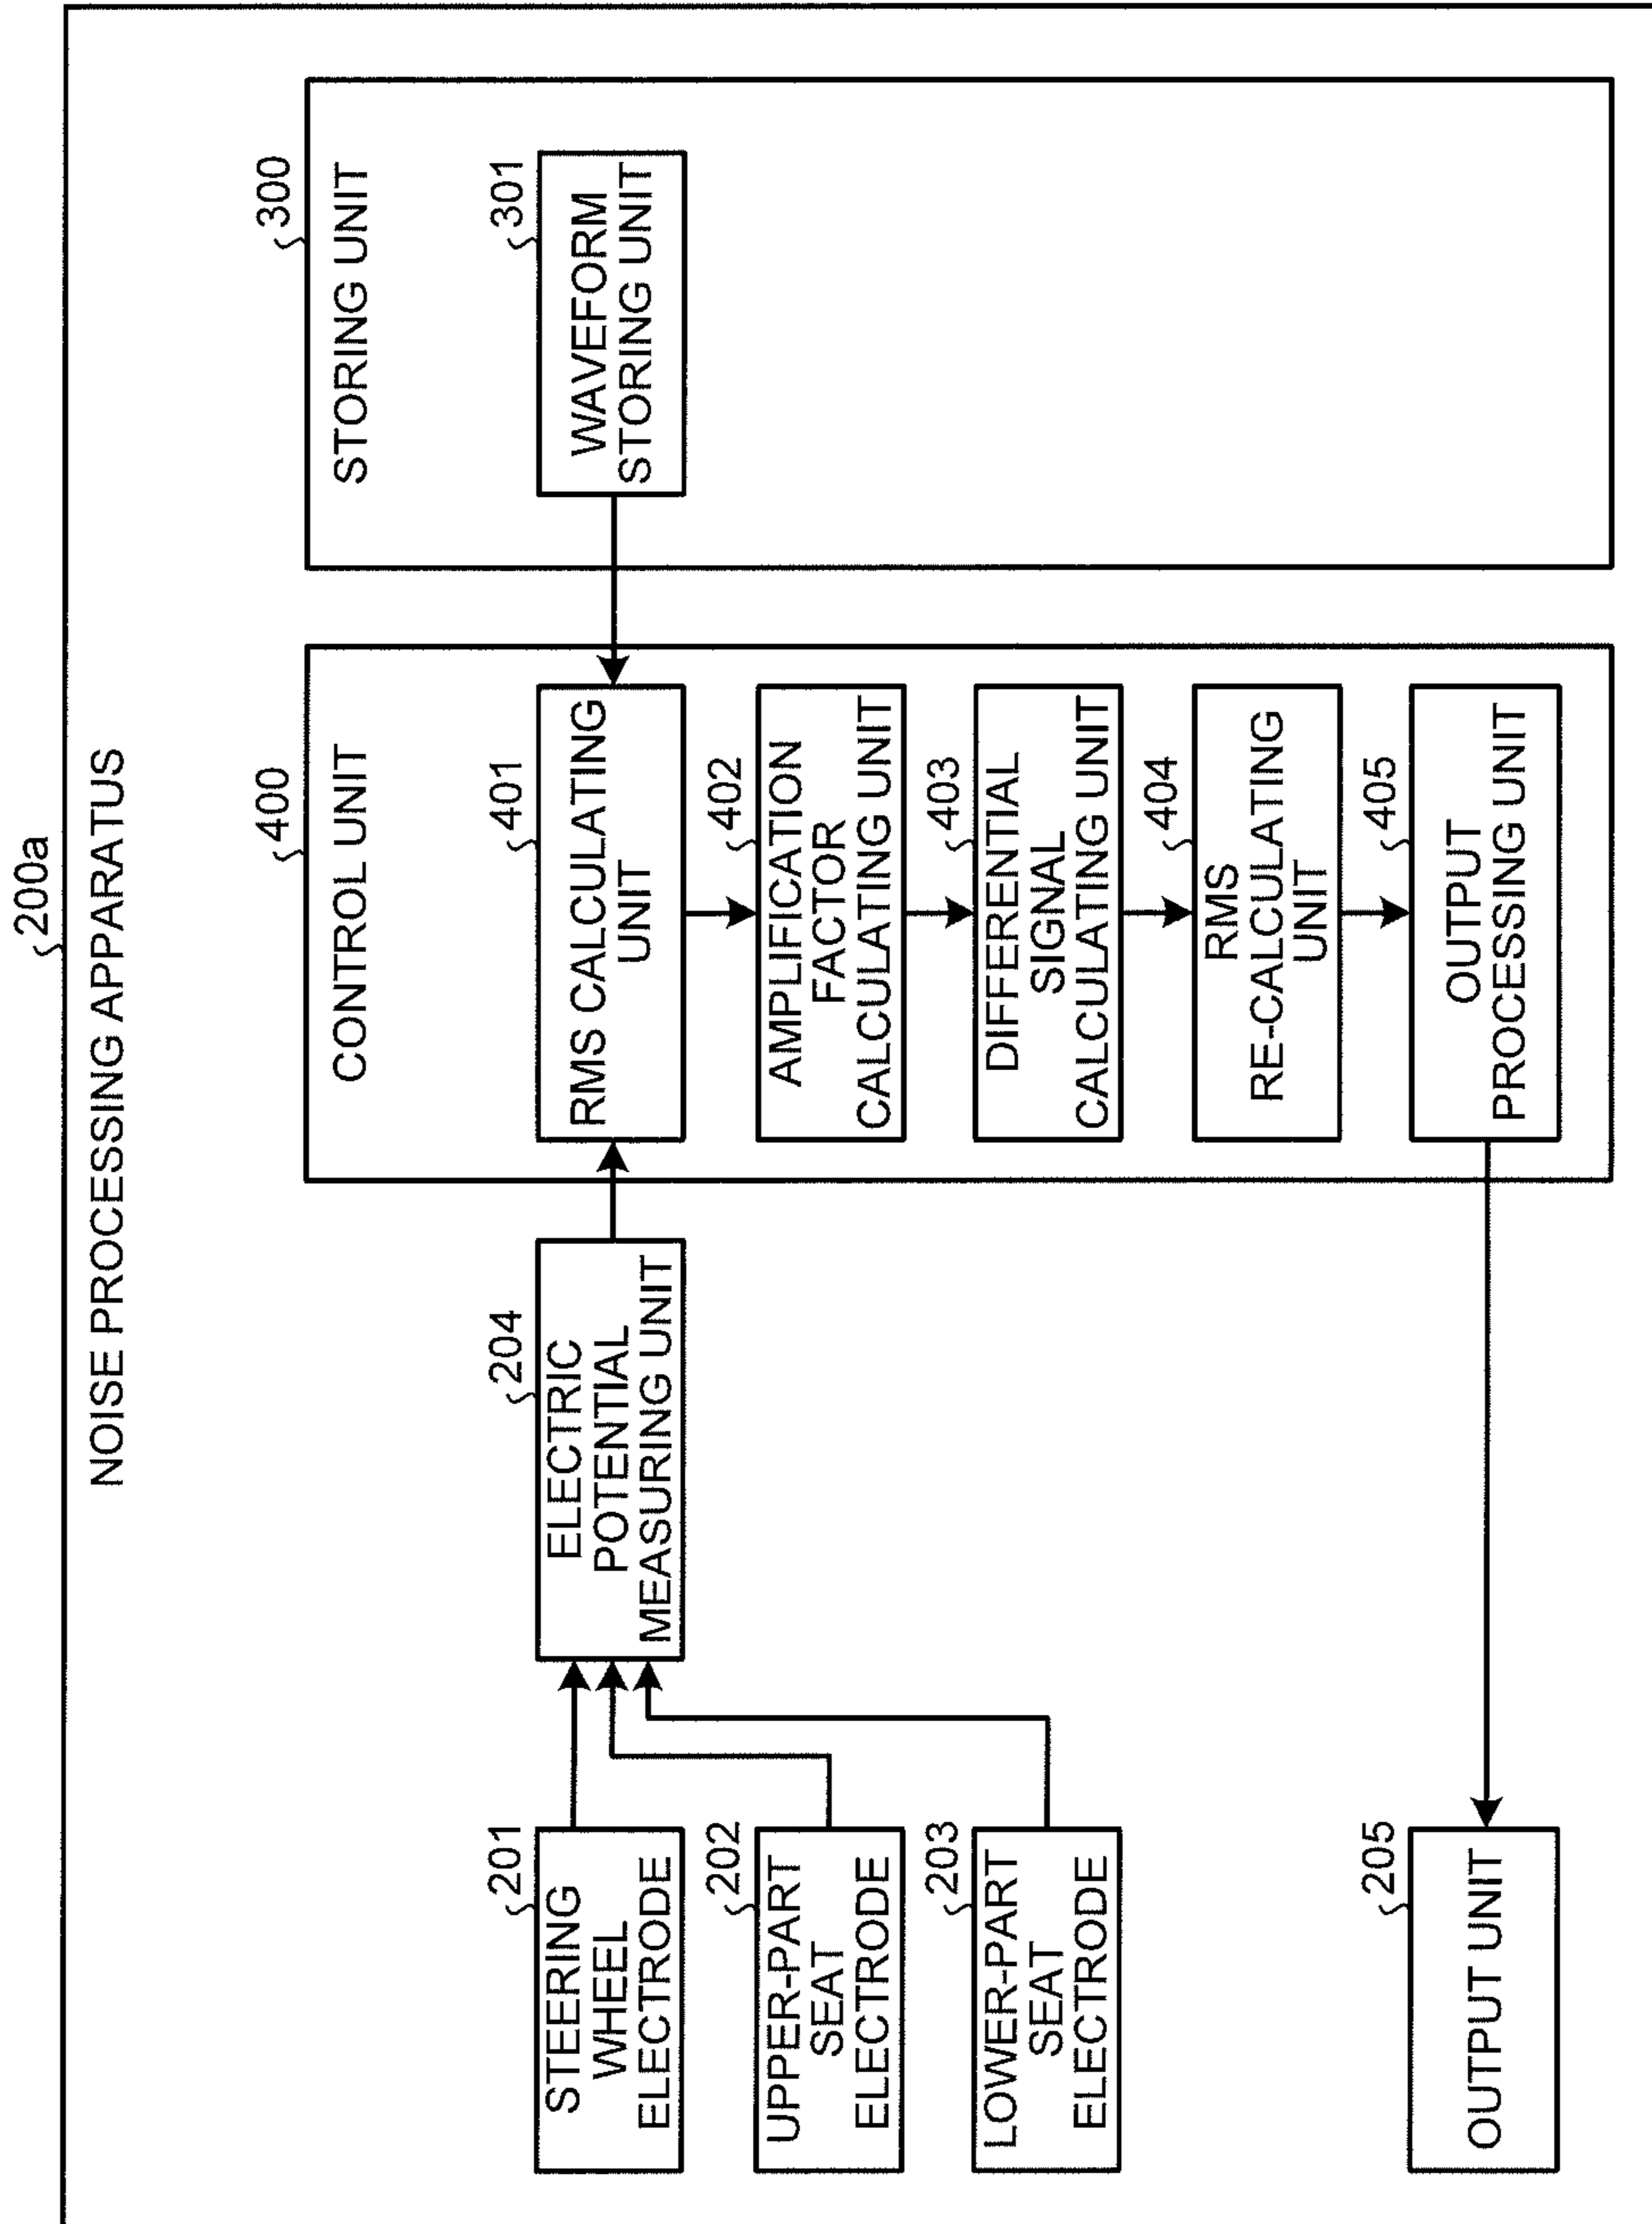 200a
NOISE PROCESSING APPARATUS
201
STEERING
WHEEL
ELECTRODE
202
UPPER-PART
SEAT
ELECTRODE
203
LOWER-PART
SEAT
ELECTRODE
205
OUTPUT UNIT
204
ELECTRIC
POTENTIAL
MEASURING UNIT
400
CONTROL UNIT
401
RMS CALCULATING
UNIT
402
AMPLIFICATION
FACTOR
CALCULATING UNIT
403
DIFFERENTIAL
SIGNAL
CALCULATING UNIT
404
RMS
RE-CALCULATING
UNIT
405
OUTPUT
PROCESSING UNIT
300
STORING UNIT
301
WAVEFORM
STORING UNIT